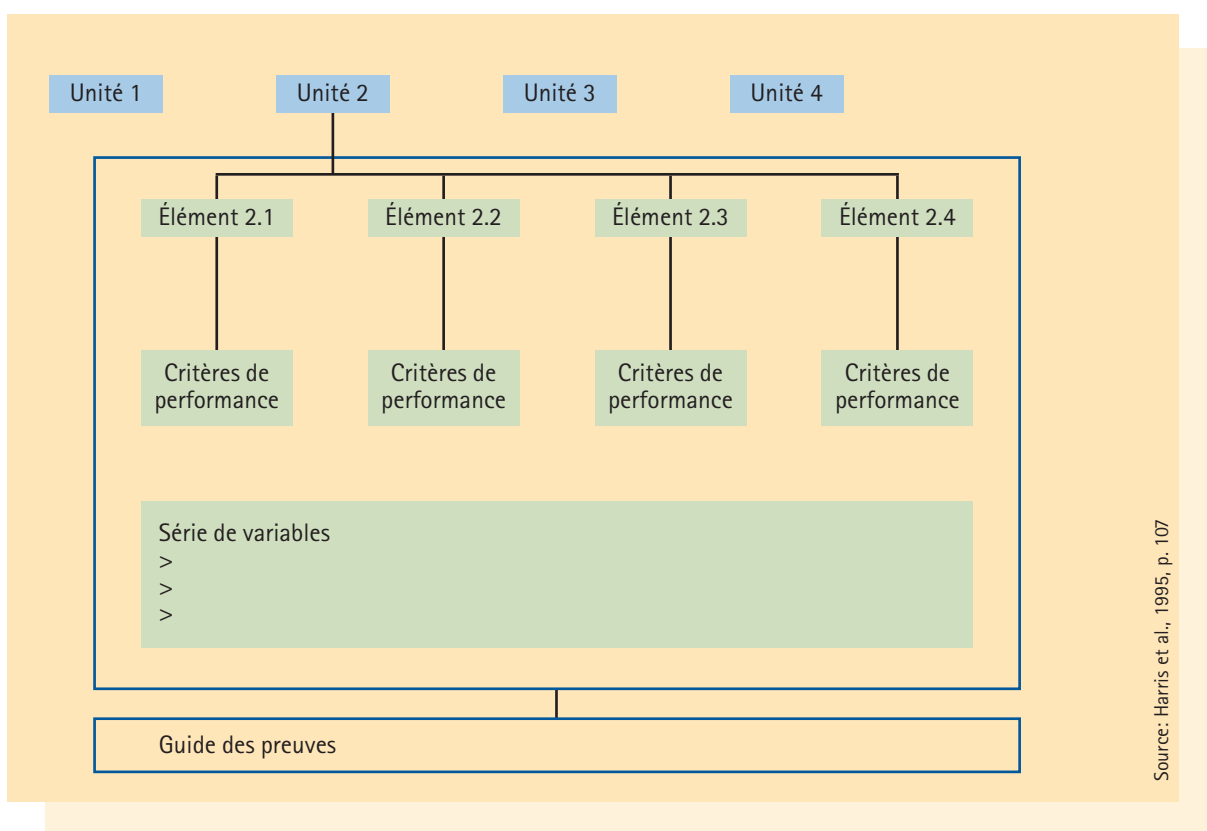 Unité 1
Unité 2
Unité 3
Unité 4
Élément 2.1
Élément 2.2
Élément 2.3
Élément 2.4
Critères de
performance
Critères de
performance
Critères de
performance
Critères de
performance
Série de variables
>
>
>
Guide des preuves
Source: Harris et al., 1995, p. 107